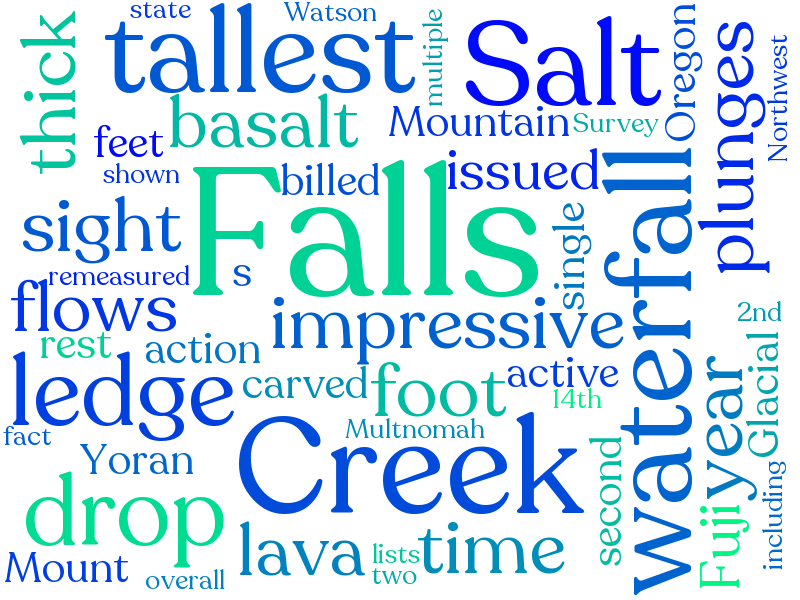 state
Watson
tallest
multiple
Salt
Oregon
thick
plunges
Northwest
basalt
feet
Mountain
Survey
shown
billed
issued
Falls
waterfall
sight
single
remeasured
s
flows
impressive
2nd
rest
action
ledge
carved
foot
active
14th
Glacial
year
fact
Multnomah
Creek
Yoran
second
including
drop
lava
time
Fuji
Mount
lists
two
overall